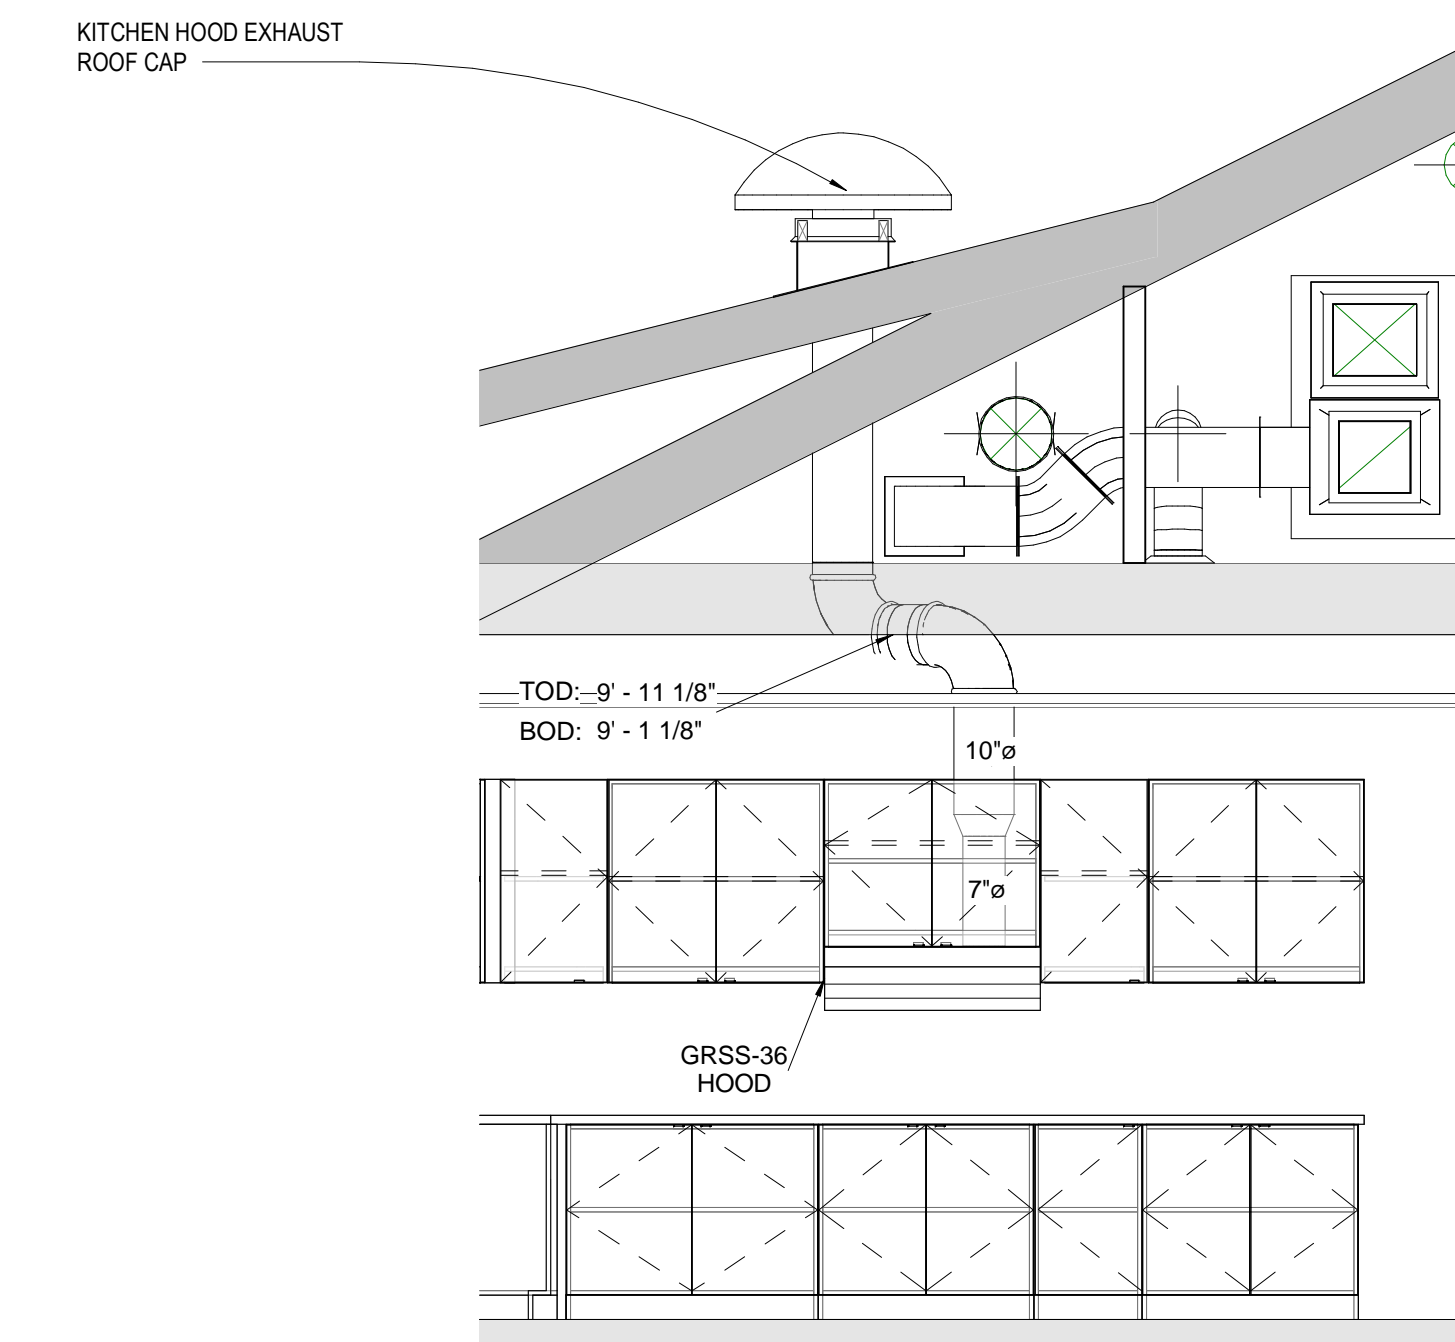 KITCHEN HOOD EXHAUST
ROOF CAP
TOD: 9' - 11 1/8"
BOD: 9' - 1 1/8"
10"ø
7"ø
GRSS-36
HOOD